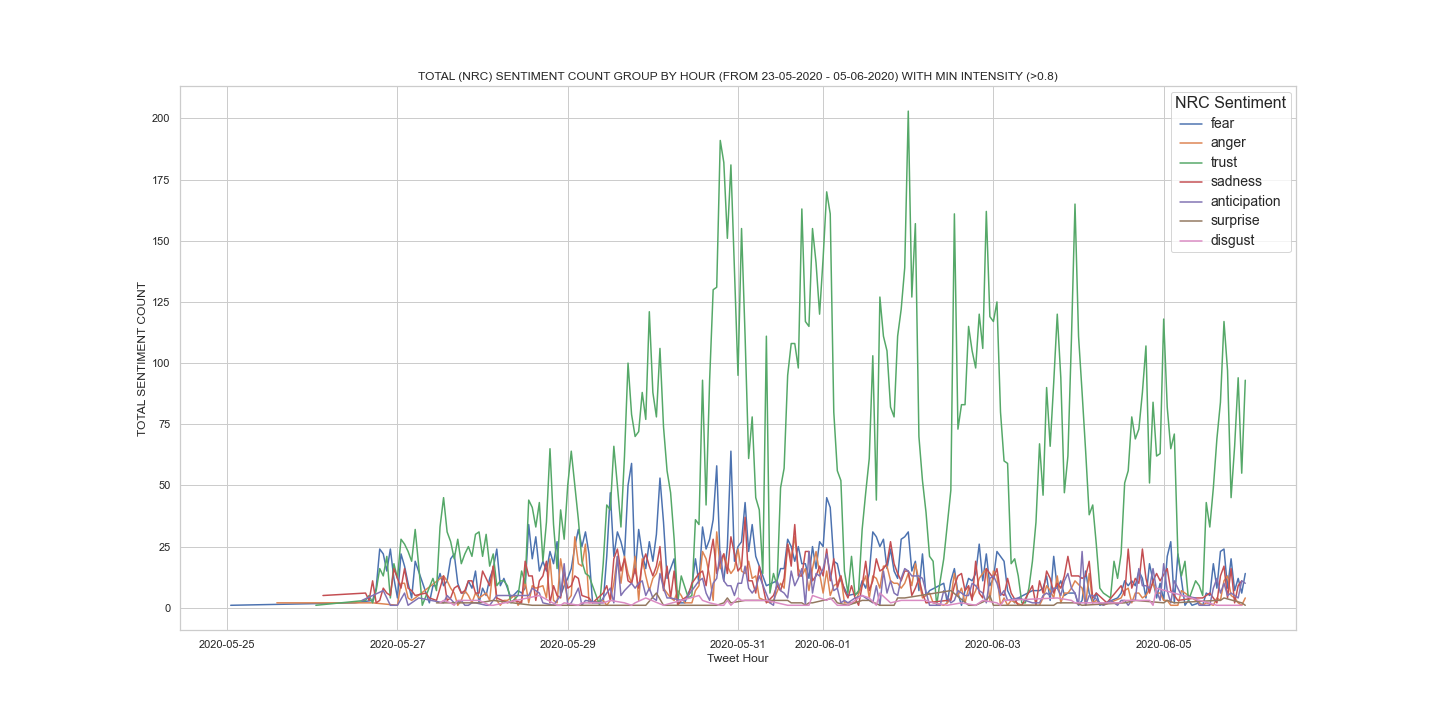 TOTAL (NRC) SENTIMENT COUNT GROUP BY HOUR (FROM 23-05-2020 - 05-06-2020) WITH MIN INTENSITY (>0.8)
NRC Sentiment
fear
anger
trust
sadness
anticipation
surprise
disgust
TOTAL SENTIMENT COUNT
200
175
150
125
100
75
50
25
0
2020-05-25
2020-05-27
2020-05-29
2020-05-31
2020-06-01
2020-06-03
2020-06-05
Tweet Hour